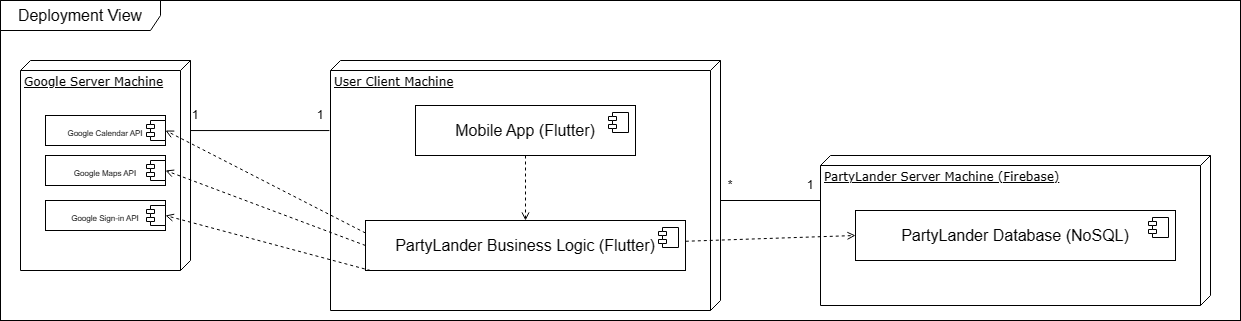 Deployment View
Google Server Machine
Google Calendar API
Google Maps API
Google Sign-in API
1
1
User Client Machine
Mobile App (Flutter)
PartyLander Business Logic (Flutter)
*
1
PartyLander Server Machine (Firebase)
PartyLander Database (NoSQL)